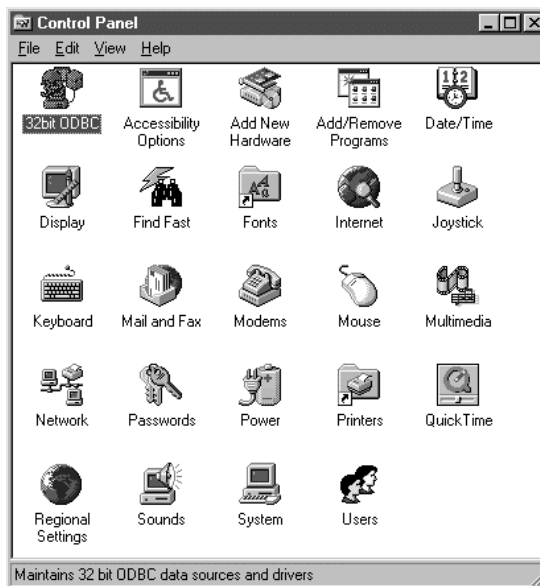 Control Panel
File Edit View Help
32bit ODBC
Accessibility
Options
Add New
Hardware
Add/Remove
Programs
Date/Time
Display
Find Fast
Fonts
Internet
Joystick
Keyboard
Mail and Fax
Modems
Mouse
Multimedia
Network
Passwords
Power
Printers
QuickTime
Regional
Settings
Sounds
System
Users
Maintains 32 bit ODBC data sources and drivers